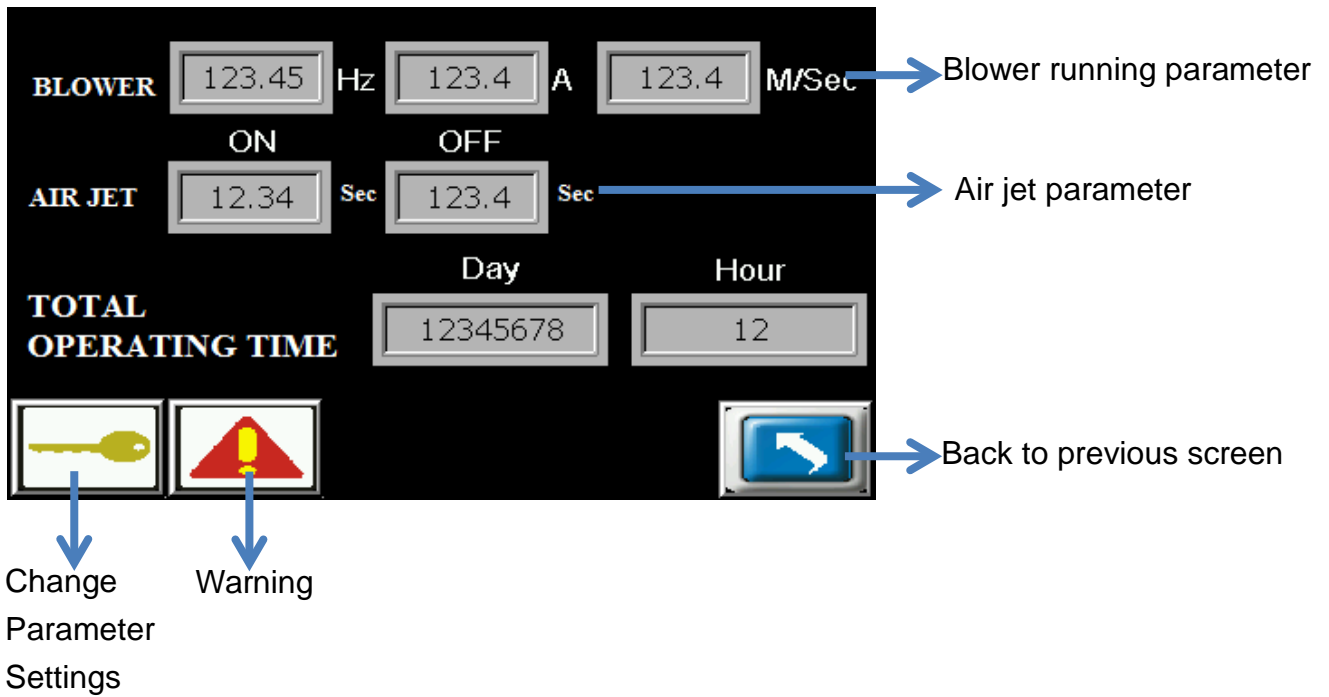 BLOWER 123.45 Hz 123.4 A 123.4 M/Sec Blower running parameter
ON OFF
AIR JET 12.34 Sec 123.4 Sec Air jet parameter
Day Hour
TOTAL
OPERATING TIME 12345678 12
Back to previous screen
Change Warning
Parameter
Settings